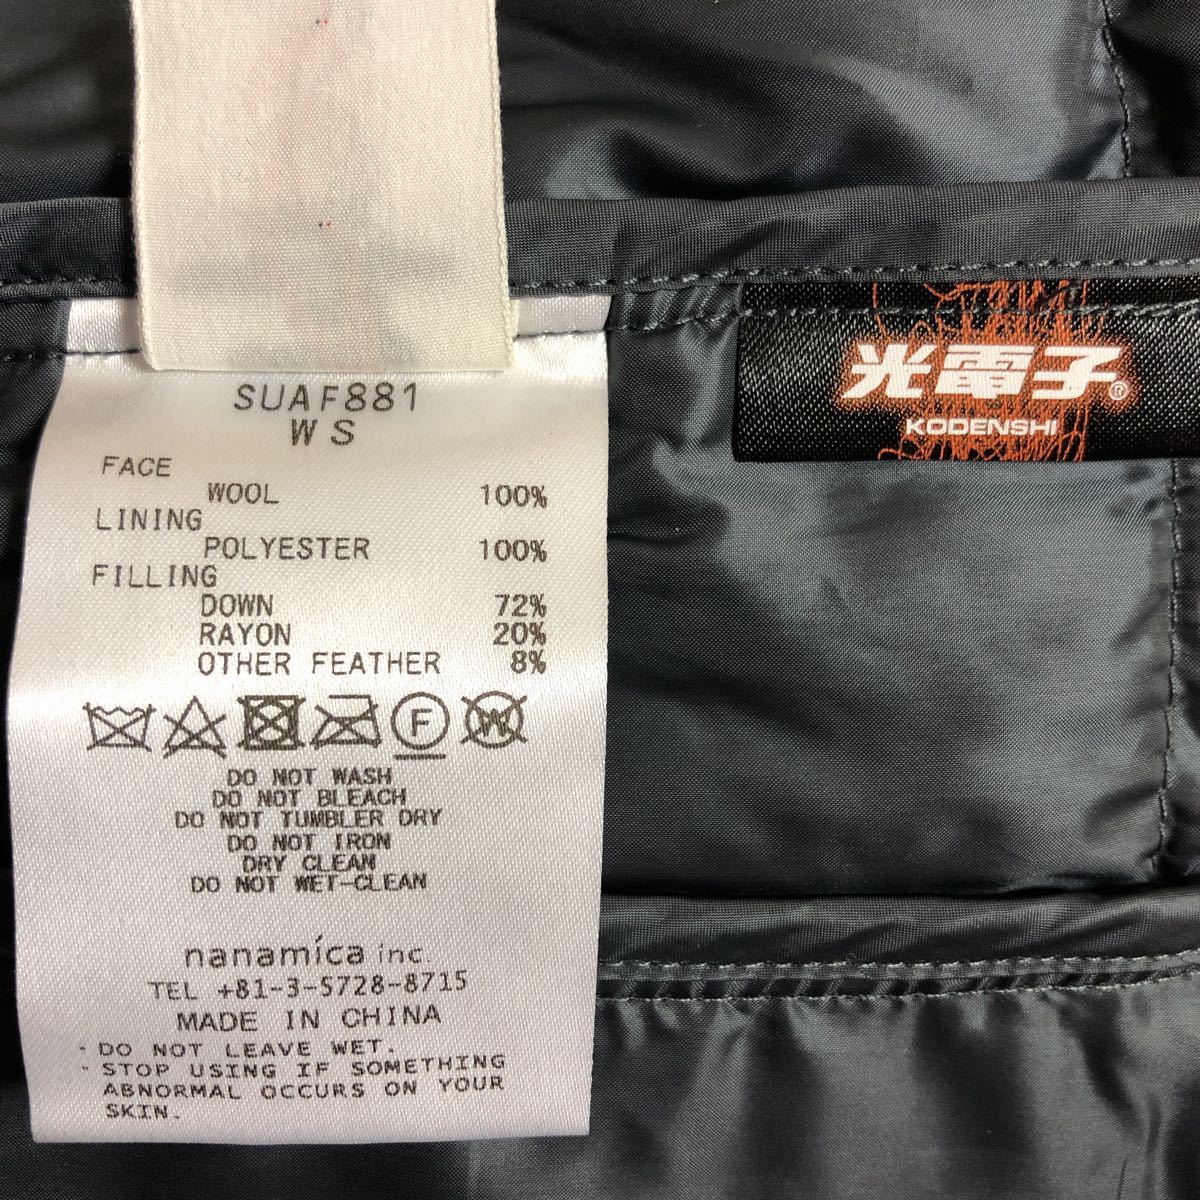 SUAF881
WS
FACE
WOOL 100%
LINING
POLYESTER 100%
FILLING
DOWN 72%
RAYON 20%
OTHER FEATHER 8%
F W
DO NOT WASH
DO NOT BLEACH
DO NOT TUMBLER DRY
DO NOT IRON
DRY CLEAN
DO NOT WET-CLEAN
nanamíca inc.
TEL +81-3-5728-8715
MADE IN CHINA
- DO NOT LEAVE WET.
- STOP USING IF SOMETHING
ABNORMAL OCCURS ON YOUR
SKIN.
光電子®
KODENSHI